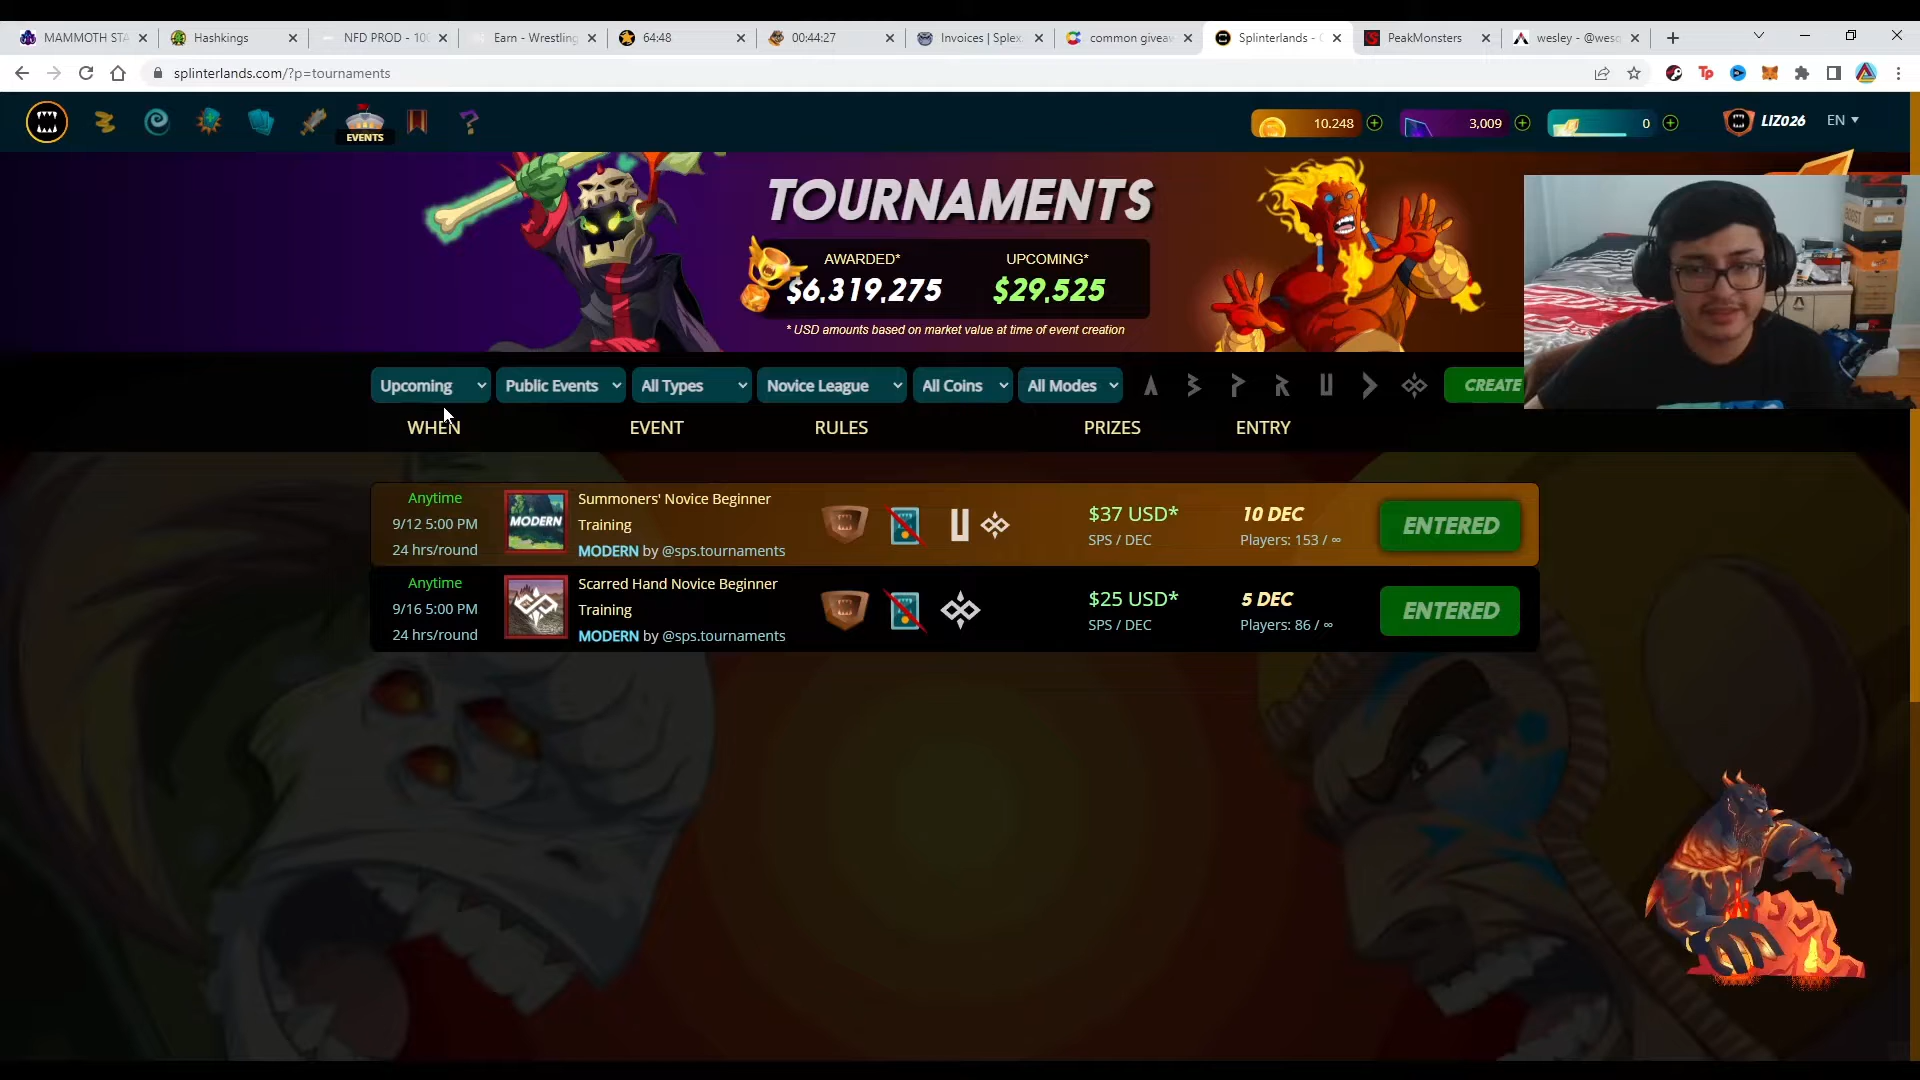 MAMMOTH STA
Hashkings
NFD PROD - 100
Earn - Wrestling
64:48
00:44:27
Invoices | Splex
common giveaw
Splinterlands -
PeakMonsters
wesley - @wesc
splinterlands.com/?p=tournaments
EVENTS
10.248
3,009
0
LIZ026
EN
TOURNAMENTS
AWARDED*
UPCOMING*
$6,319,275
$29,525
* USD amounts based on market value at time of event creation
Upcoming
Public Events
All Types
Novice League
All Coins
All Modes
CREATE
WHEN
EVENT
RULES
PRIZES
ENTRY
Anytime
9/12 5:00 PM
24 hrs/round
MODERN
Summoners' Novice Beginner
Training
MODERN by @sps.tournaments
$37 USD*
SPS / DEC
10 DEC
Players: 153 / ∞
ENTERED
Anytime
9/16 5:00 PM
24 hrs/round
Scarred Hand Novice Beginner
Training
MODERN by @sps.tournaments
$25 USD*
SPS / DEC
5 DEC
Players: 86 / ∞
ENTERED